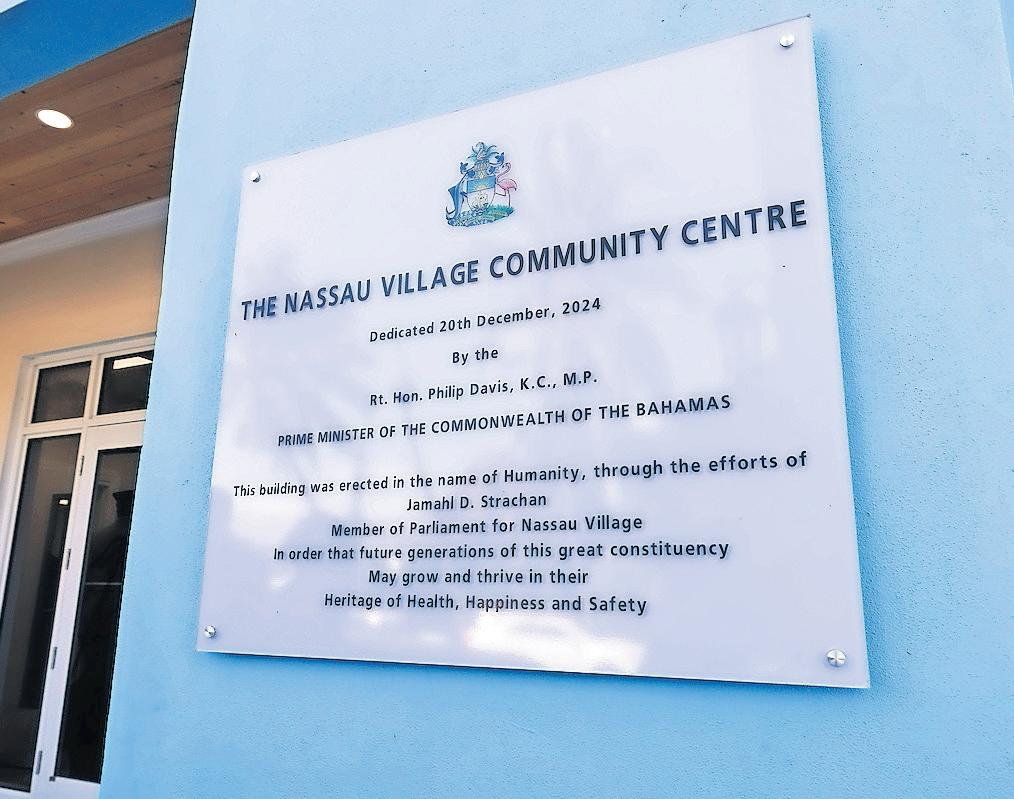 THE NASSAU VILLAGE COMMUNITY CENTRE
Dedicated 20th December, 2024
By the
Rt. Hon. Philip Davis, K.C., M.P.
PRIME MINISTER OF THE COMMONWEALTH OF THE BAHAMAS
This building was erected in the name of Humanity, through the efforts of
Jamahl D. Strachan
Member of Parliament for Nassau Village
In order that future generations of this great constituency
May grow and thrive in their
Heritage of Health, Happiness and Safety